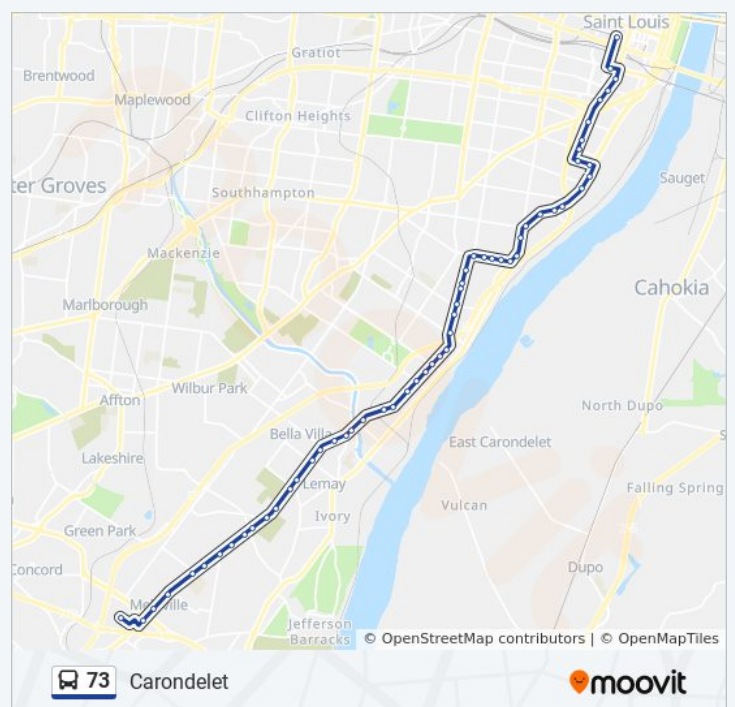 Saint Louis
Gratiot
Brentwood
Maplewood
Clifton Heights
Sauget
ter Groves
Southhampton
Mackenzie
Cahokia
Marlborough
Wilbur Park
Affton
North Dupo
Bella Villa
East Carondelet
S
Lakeshire
Lemay
Falling Spring
Vulcan
Ivory
Green Park
Concord
Dupo
Mehlville
Jefferson
Barracks
© OpenStreetMap contributors | © OpenMapTiles
73 Carondelet
moovit